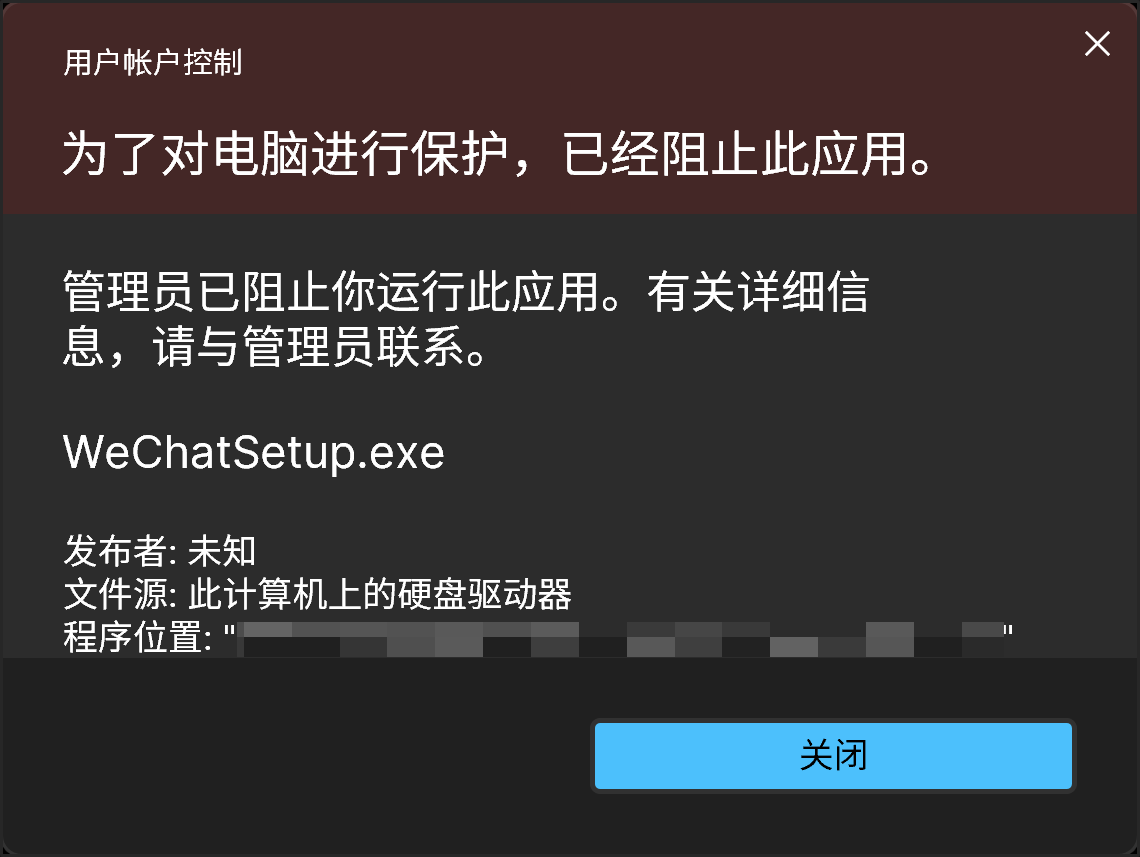 用户帐户控制
为了对电脑进行保护，已经阻止此应用。
管理员已阻止你运行此应用。有关详细信
息，请与管理员联系。
WeChatSetup.exe
发布者: 未知
文件源: 此计算机上的硬盘驱动器
程序位置: ""
关闭